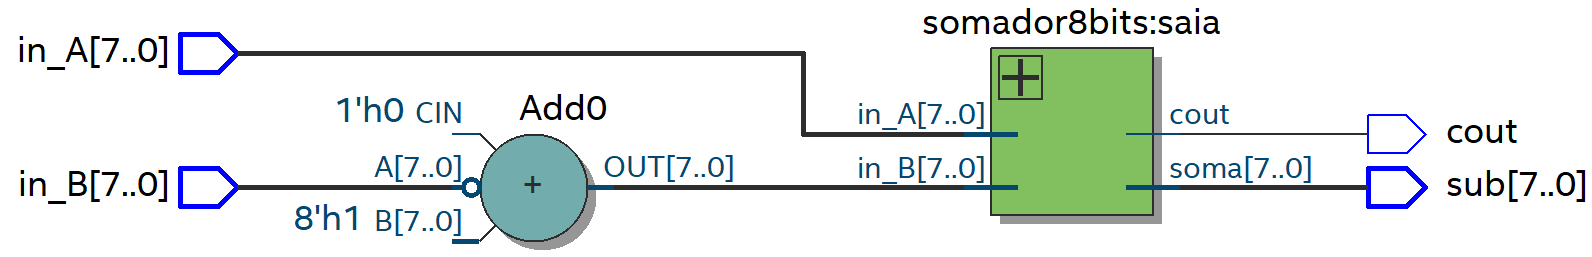 somador8bits:saia
in_A[7..0]
1'h0 CIN
Add0
in_A[7..0]
cout
cout
in_B[7..0]
A[7..0]
+
OUT[7..0]
in_B[7..0]
soma[7..0]
sub[7..0]
8'h1 B[7..0]